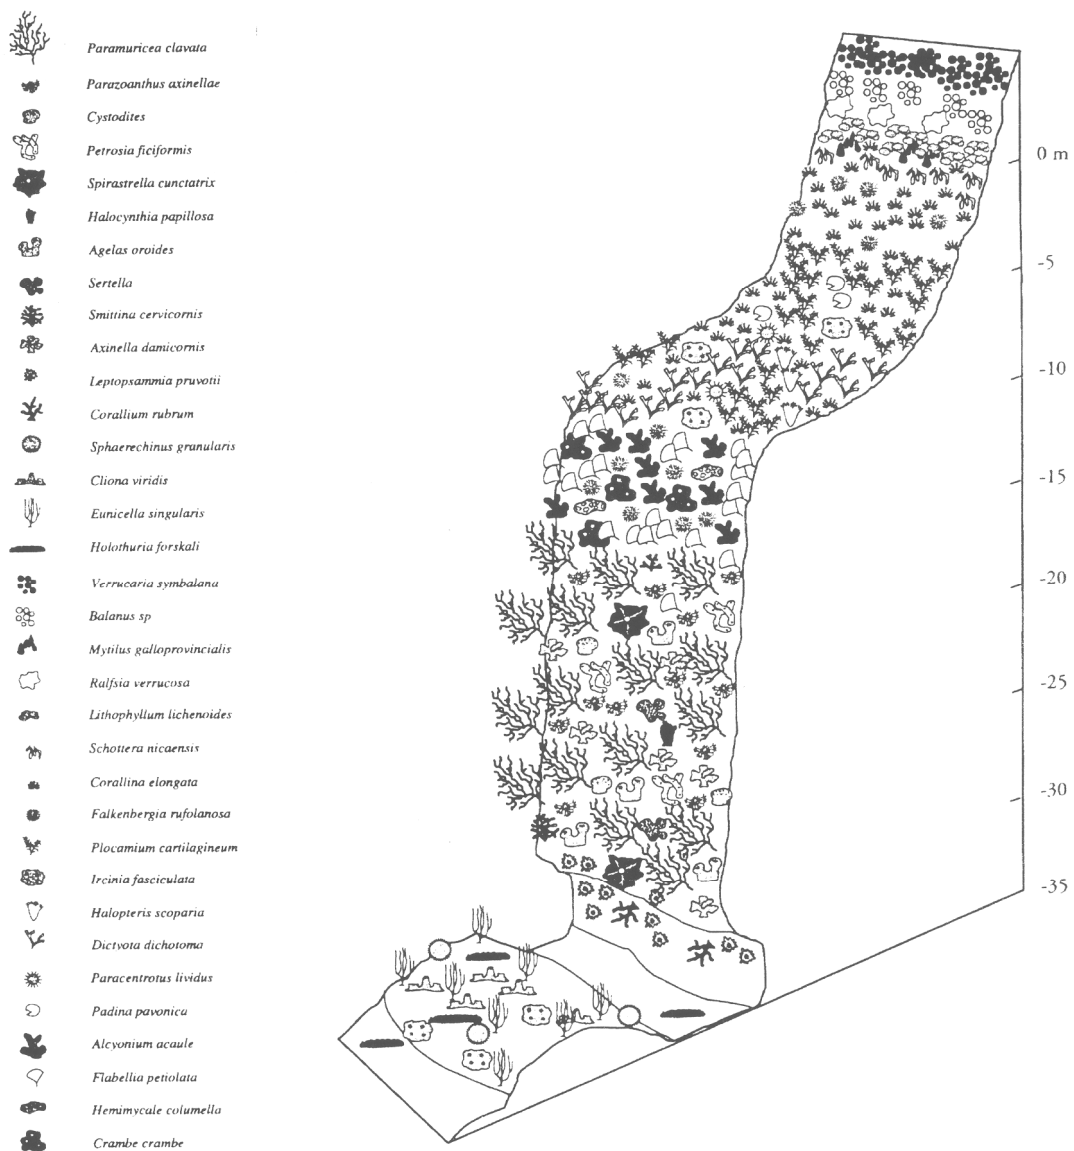 Paramuricea clavata
Parazoanthus axinellae
Cystodites
Petrosia ficiformis
Spirastrella cunctatrix
Halocynthia papillosa
Agelas oroides
Sertella
Smittina cervicornis
Axinella damicornis
Leptopsammia pruvotii
Corallium rubrum
Sphaerechinus granularis
Cliona viridis
Eunicella singularis
Holothuria forskali
Verrucaria symbalana
Balanus sp
Mytilus galloprovincialis
Ralfsia verrucosa
Lithophyllum lichenoides
Schottera nicaensis
Corallina elongata
Falkenbergia rufolanosa
Plocamium cartilagineum
Ircinia fasciculata
Halopteris scoparia
Dictyota dichotoma
Paracentrotus lividus
Padina pavonica
Alcyonium acaule
Flabellia petiolata
Hemimycale columella
Crambe crambe
0 m
-5
-10
-15
-20
-25
-30
-35